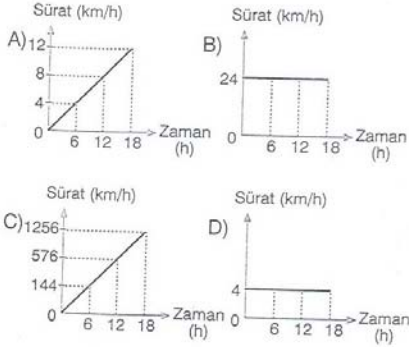 Sürat (km/h)
A) 12
8
4
0
6 12 18
Zaman
(h)
Sürat (km/h)
B)
24
0
6 12 18
Zaman
(h)
Sürat (km/h)
C) 1256
576
144
0
6 12 18
Zaman
(h)
Sürat (km/h)
D)
4
0
6 12 18
Zaman
(h)